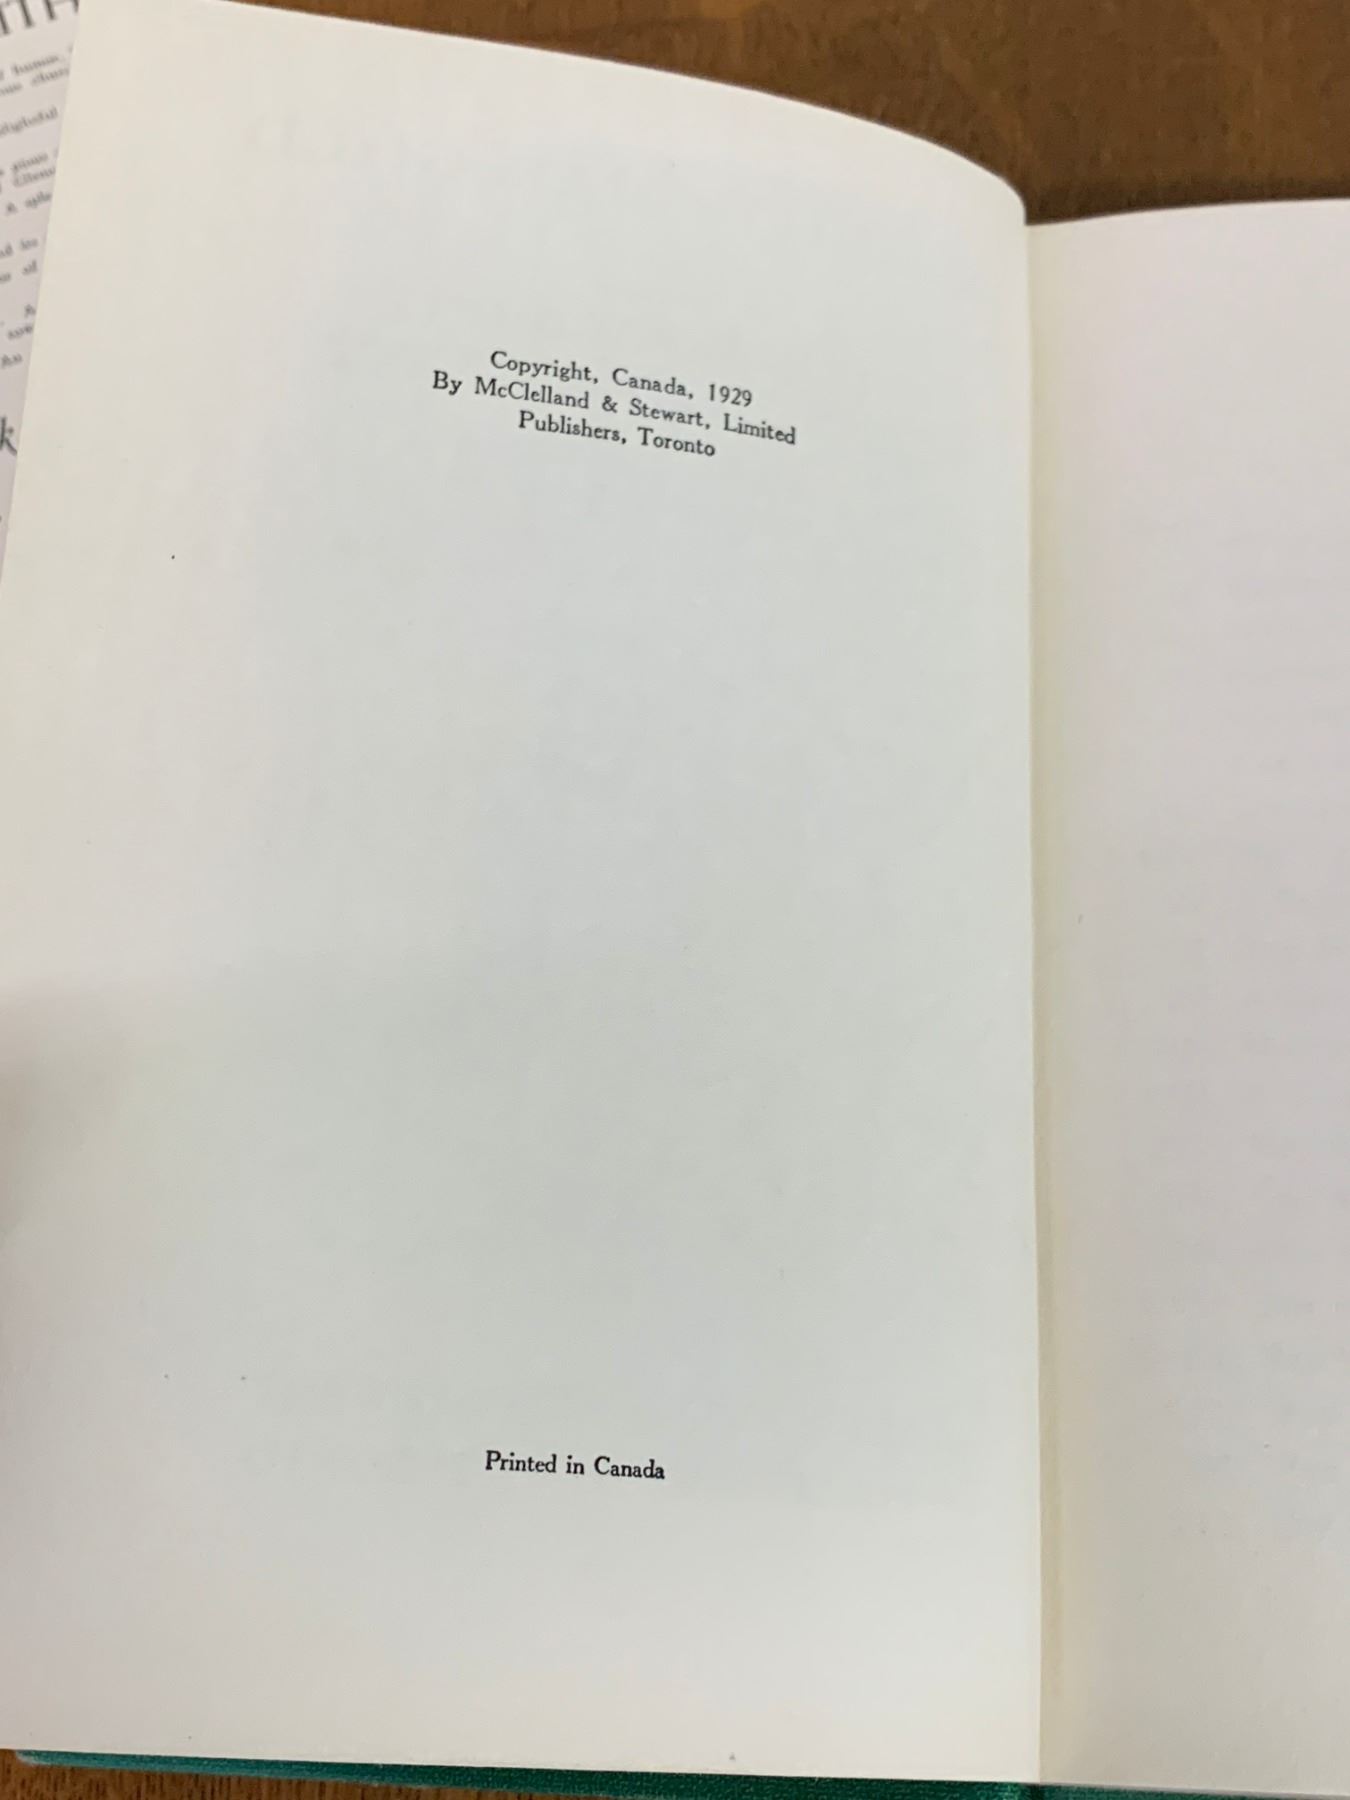 Copyright, Canada, 1929
By McClelland & Stewart, Limited
Publishers, Toronto
Printed in Canada